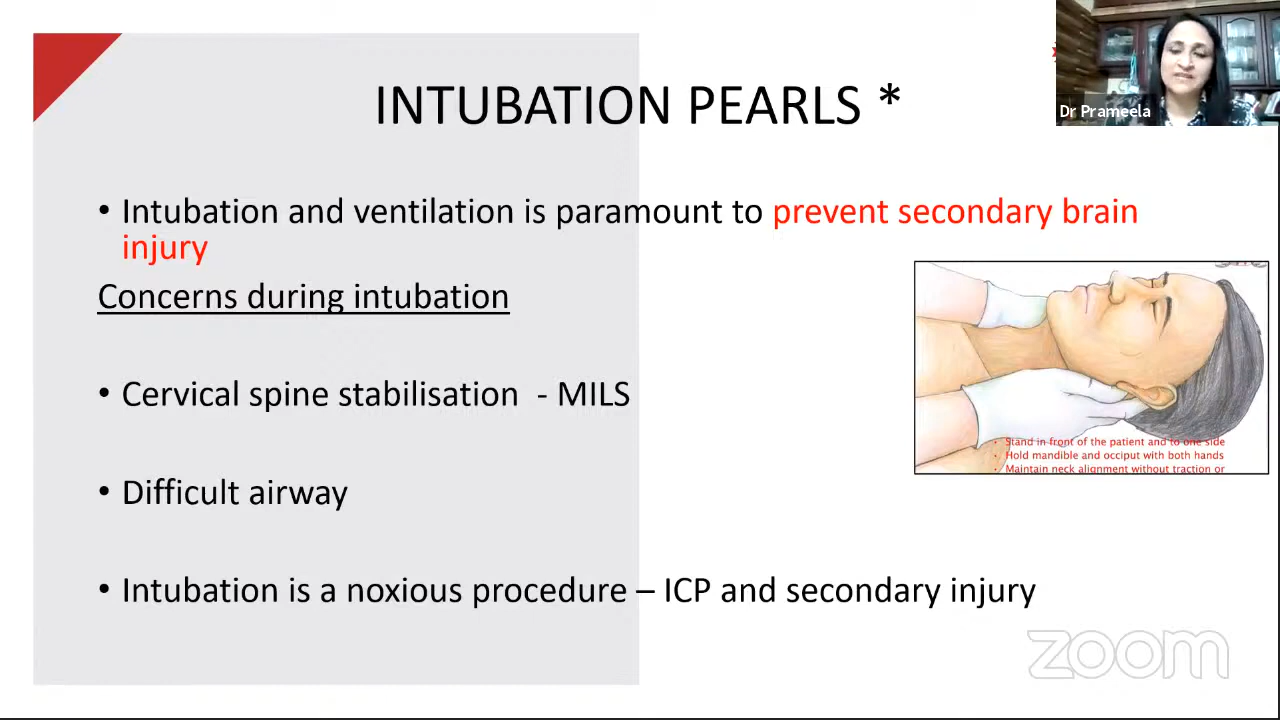 INTUBATION PEARLS *
Dr Prameela
• Intubation and ventilation is paramount to prevent secondary brain
injury
Concerns during intubation
• Cervical spine stabilisation - MILS
• Stand in front of the patient and to one side
• Hold mandible and occiput with both hands
• Maintain neck alignment without traction or
• Difficult airway
• Intubation is a noxious procedure – ICP and secondary injury
zoom